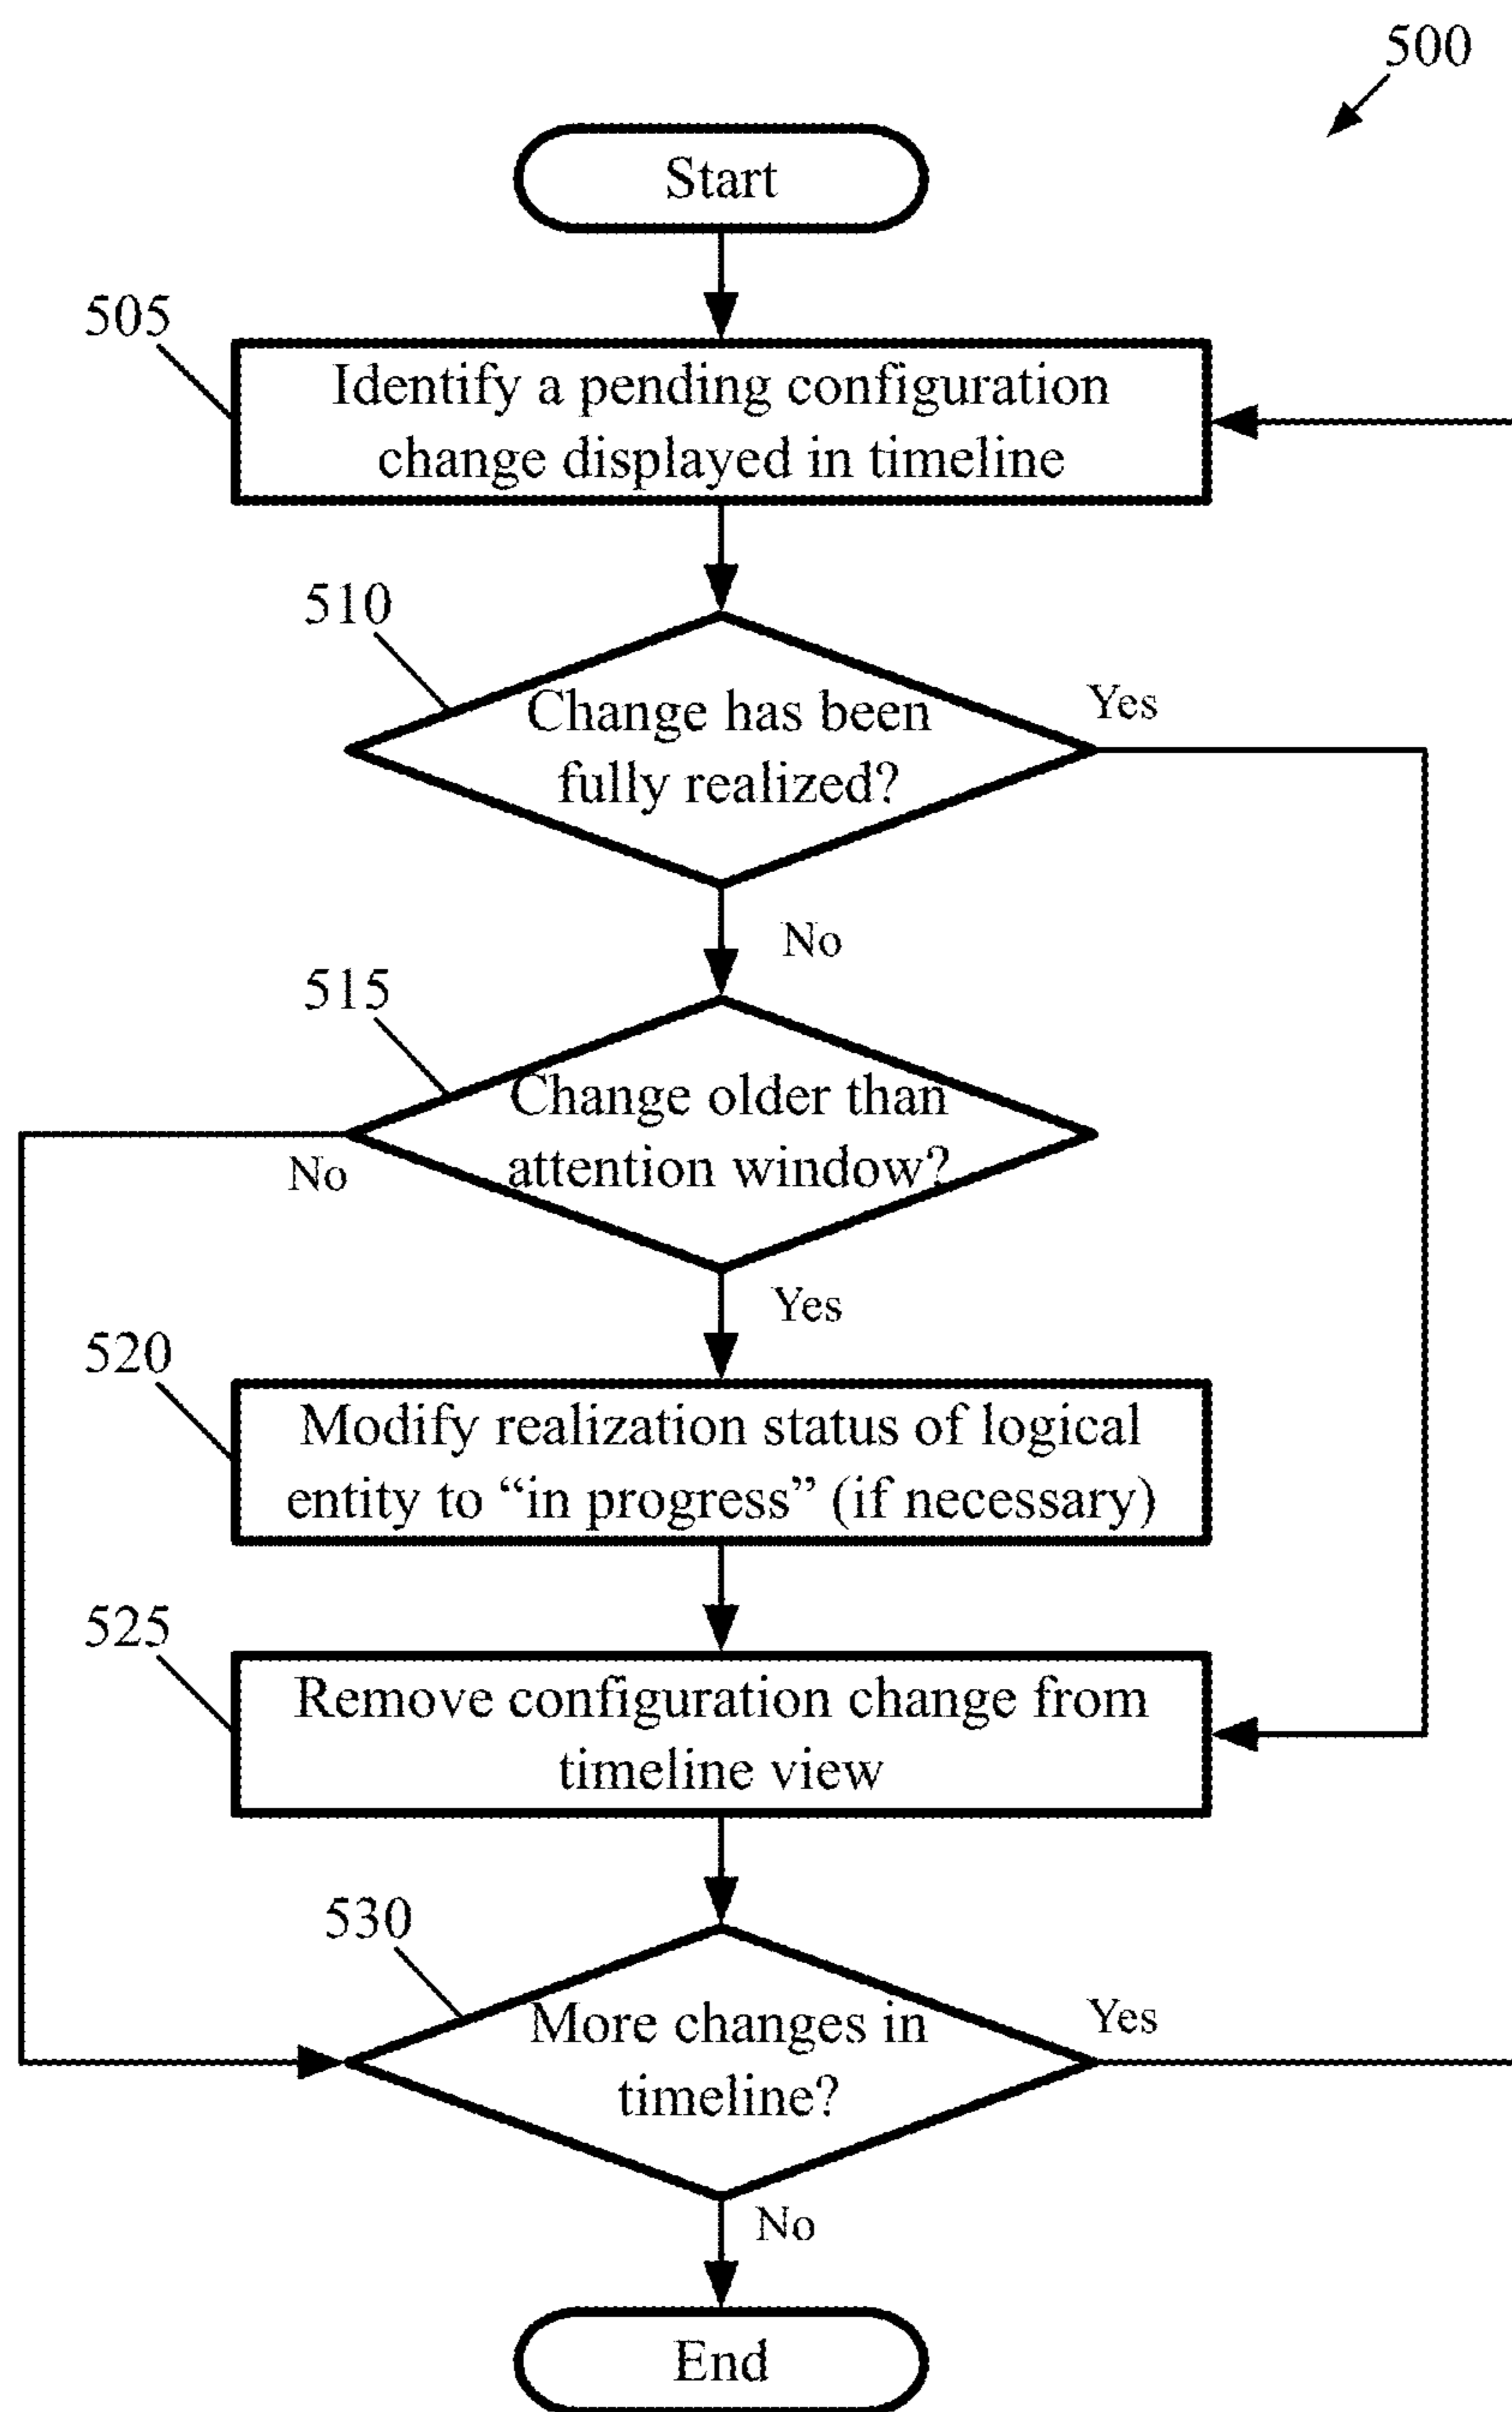 500
Start
505
Identify a pending configuration
change displayed in timeline
510
Change has been
fully realized?
Yes
No
515
Change older than
attention window?
No
Yes
520
Modify realization status of logical
entity to “in progress” (if necessary)
525
Remove configuration change from
timeline view
530
More changes in
timeline?
Yes
No
End